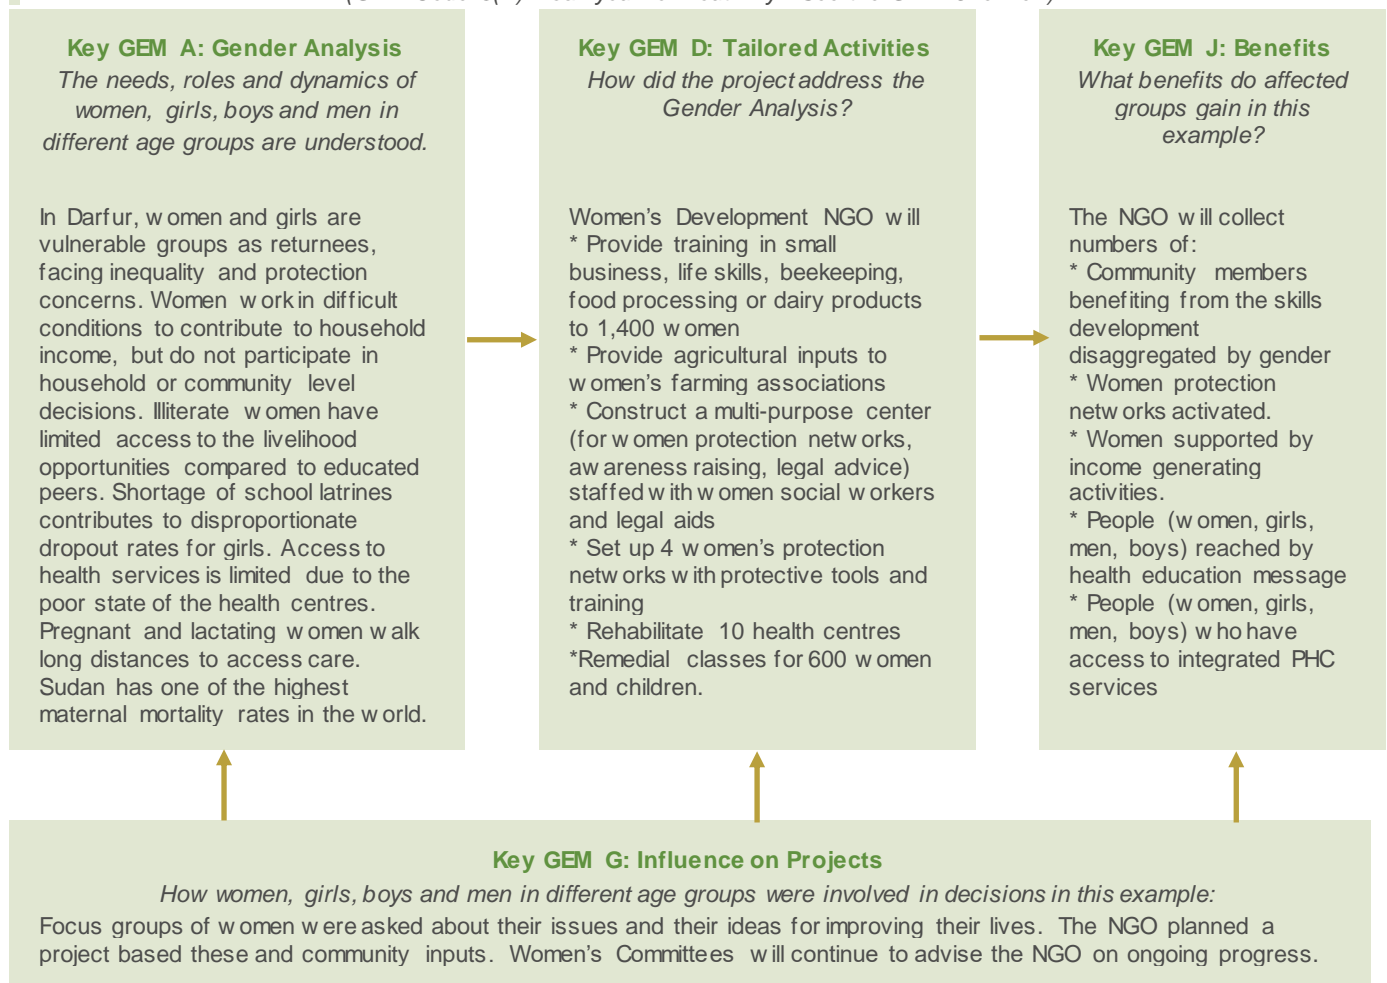 Key GEM A: Gender Analysis
The needs, roles and dynamics of
women, girls, boys and men in
different age groups are understood.
In Darfur, women and girls are
vulnerable groups as returnees,
facing inequality and protection
concerns. Women work in difficult
conditions to contribute to household
income, but do not participate in
household or community level
decisions. Illiterate women have
limited access to the livelihood
opportunities compared to educated
peers. Shortage of school latrines
contributes to disproportionate
dropout rates for girls. Access to
health services is limited due to the
poor state of the health centres.
Pregnant and lactating women walk
long distances to access care.
Sudan has one of the highest
maternal mortality rates in the world.
Key GEM D: Tailored Activities
How did the project address the
Gender Analysis?
Women's Development NGO will
* Provide training in small
business, life skills, beekeeping,
food processing or dairy products
to 1,400 women
* Provide agricultural inputs to
women's farming associations
* Construct a multi-purpose center
(for women protection networks,
awareness raising, legal advice)
staffed with women social workers
and legal aids
* Set up 4 women's protection
networks with protective tools and
training
* Rehabilitate 10 health centres
*Remedial classes for 600 women
and children.
Key GEM J: Benefits
What benefits do affected
groups gain in this
example?
The NGO will collect
numbers of:
* Community members
benefiting from the skills
development
disaggregated by gender
* Women protection
networks activated.
* Women supported by
income generating
activities.
* People (women, girls,
men, boys) reached by
health education message
* People (women, girls,
men, boys) who have
access to integrated PHC
services
Key GEM G: Influence on Projects
How women, girls, boys and men in different age groups were involved in decisions in this example:
Focus groups of women were asked about their issues and their ideas for improving their lives. The NGO planned a
project based these and community inputs. Women's Committees will continue to advise the NGO on ongoing progress.